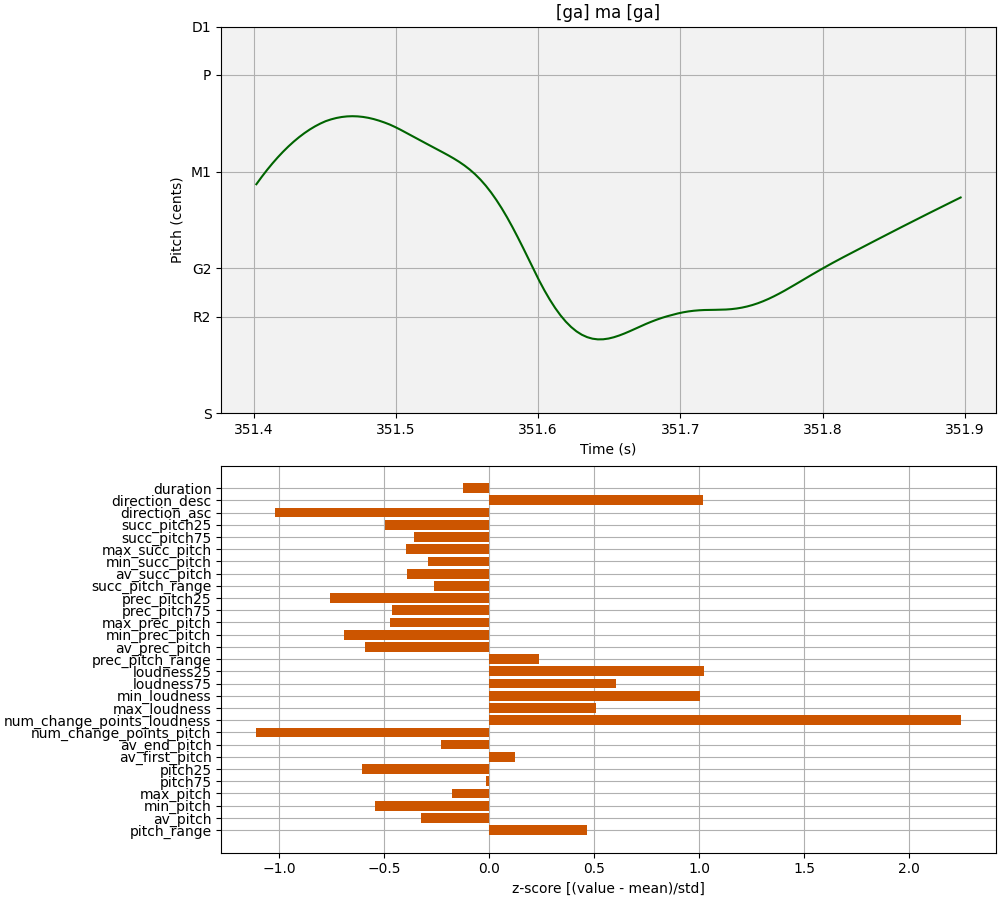 [ga] ma [ga]
D1
P
M1
G2
R2
S
Pitch (cents)
351.4 351.5 351.6 351.7 351.8 351.9
Time (s)
duration
direction_desc
direction_asc
succ_pitch25
succ_pitch75
max_succ_pitch
min_succ_pitch
av_succ_pitch
succ_pitch_range
prec_pitch25
prec_pitch75
max_prec_pitch
min_prec_pitch
av_prec_pitch
prec_pitch_range
loudness25
loudness75
min_loudness
max_loudness
num_change_points_loudness
num_change_points_pitch
av_end_pitch
av_first_pitch
pitch25
pitch75
max_pitch
min_pitch
av_pitch
pitch_range
−1.0 −0.5 0.0 0.5 1.0 1.5 2.0
z-score [(value - mean)/std]